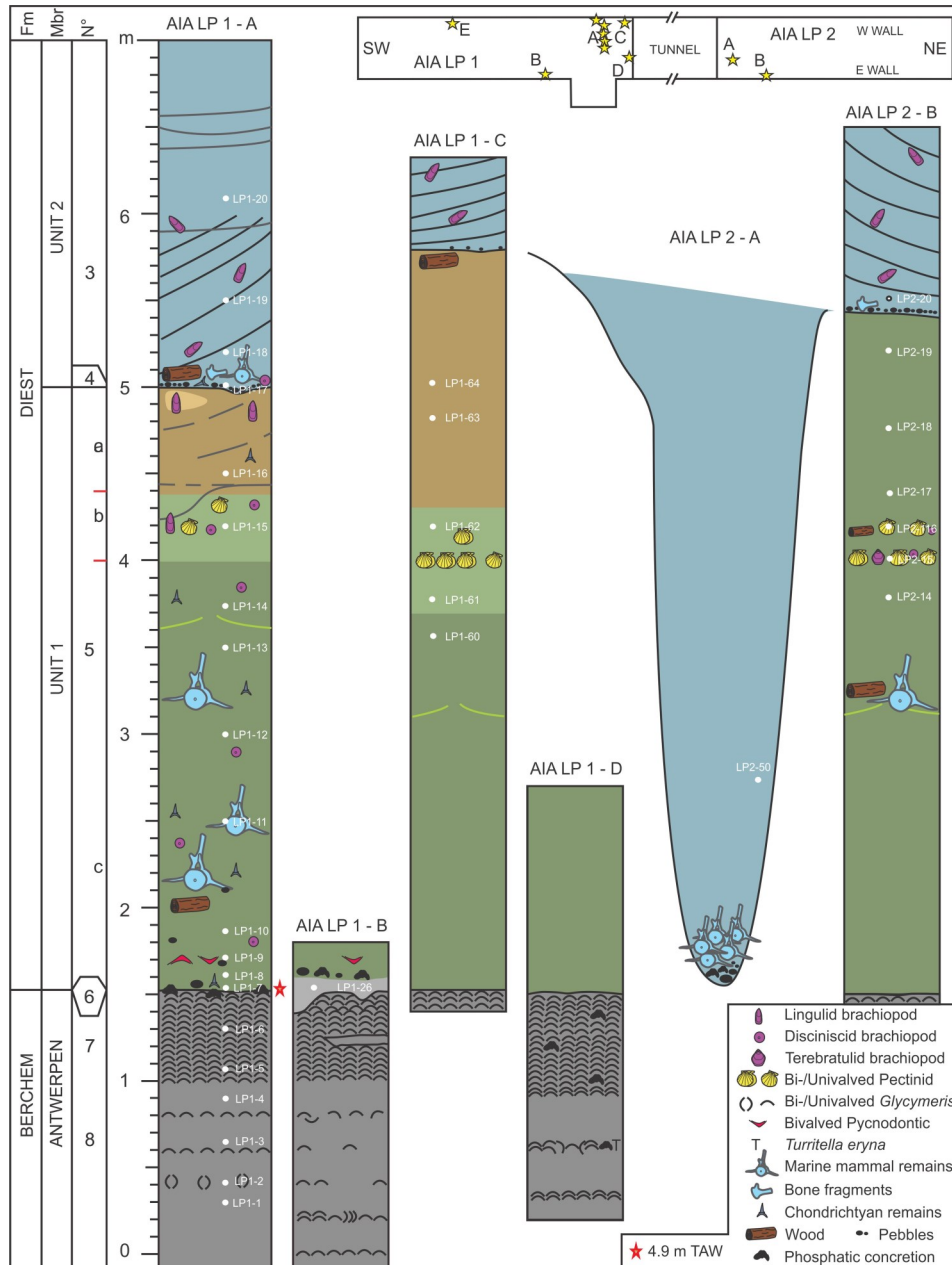 Fm
Mbr
N°
AIA LP 1 - A
m
SW
E
A
C
AIA LP 1
B
D
TUNNEL
A
AIA LP 2
W WALL
NE
B
E WALL
AIA LP 1 - C
AIA LP 2 - B
AIA LP 2 - A
DIEST
UNIT 2
UNIT 1
BERCHEM
ANTWERPEN
3
4
a
b
5
c
6
7
8
6
5
4
3
2
1
0
LP1-20
LP1-19
LP1-18
LP1-17
LP1-16
LP1-15
LP1-14
LP1-13
LP1-12
LP1-11
LP1-10
LP1-9
LP1-8
LP1-7
LP1-6
LP1-5
LP1-4
LP1-3
LP1-2
LP1-1
AIA LP 1 - B
LP1-26
LP1-64
LP1-63
LP1-62
LP1-61
LP1-60
AIA LP 1 - D
T
LP2-50
LP2-20
LP2-19
LP2-18
LP2-17
LP2-116
LP2-15
LP2-14
Lingulid brachiopod
Disciniscid brachiopod
Terebratulid brachiopod
Bi-/Univalved Pectinid
Bi-/Univalved Glycymeris
Bivalved Pycnodontic
T Turritella eryna
Marine mammal remains
Bone fragments
Chondrichtyan remains
Wood Pebbles
Phosphatic concretion
4.9 m TAW